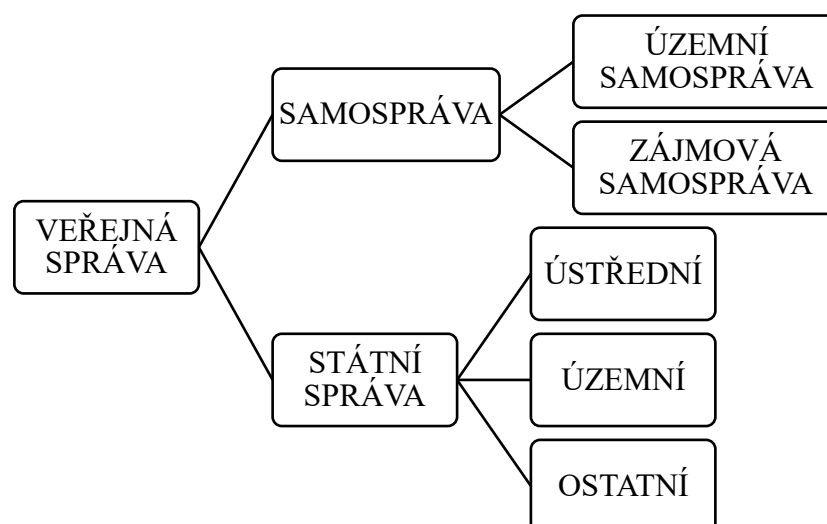 VEŘEJNÁ
SPRÁVA
SAMOSPRÁVA
ÚZEMNÍ
SAMOSPRÁVA
ZÁJMOVÁ
SAMOSPRÁVA
STÁTNÍ
SPRÁVA
ÚSTŘEDNÍ
ÚZEMNÍ
OSTATNÍ